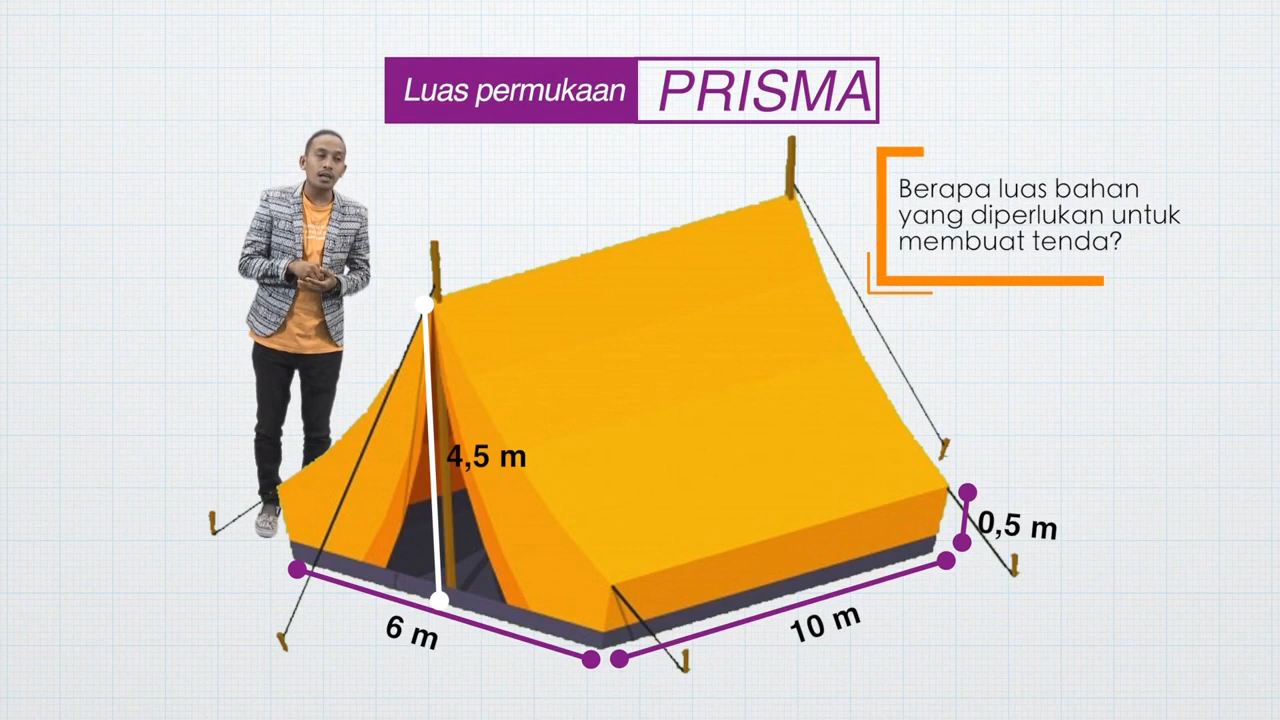 Luas permukaan PRISMA
Berapa luas bahan
yang diperlukan untuk
membuat tenda?
4,5 m
0,5 m
6 m
10 m